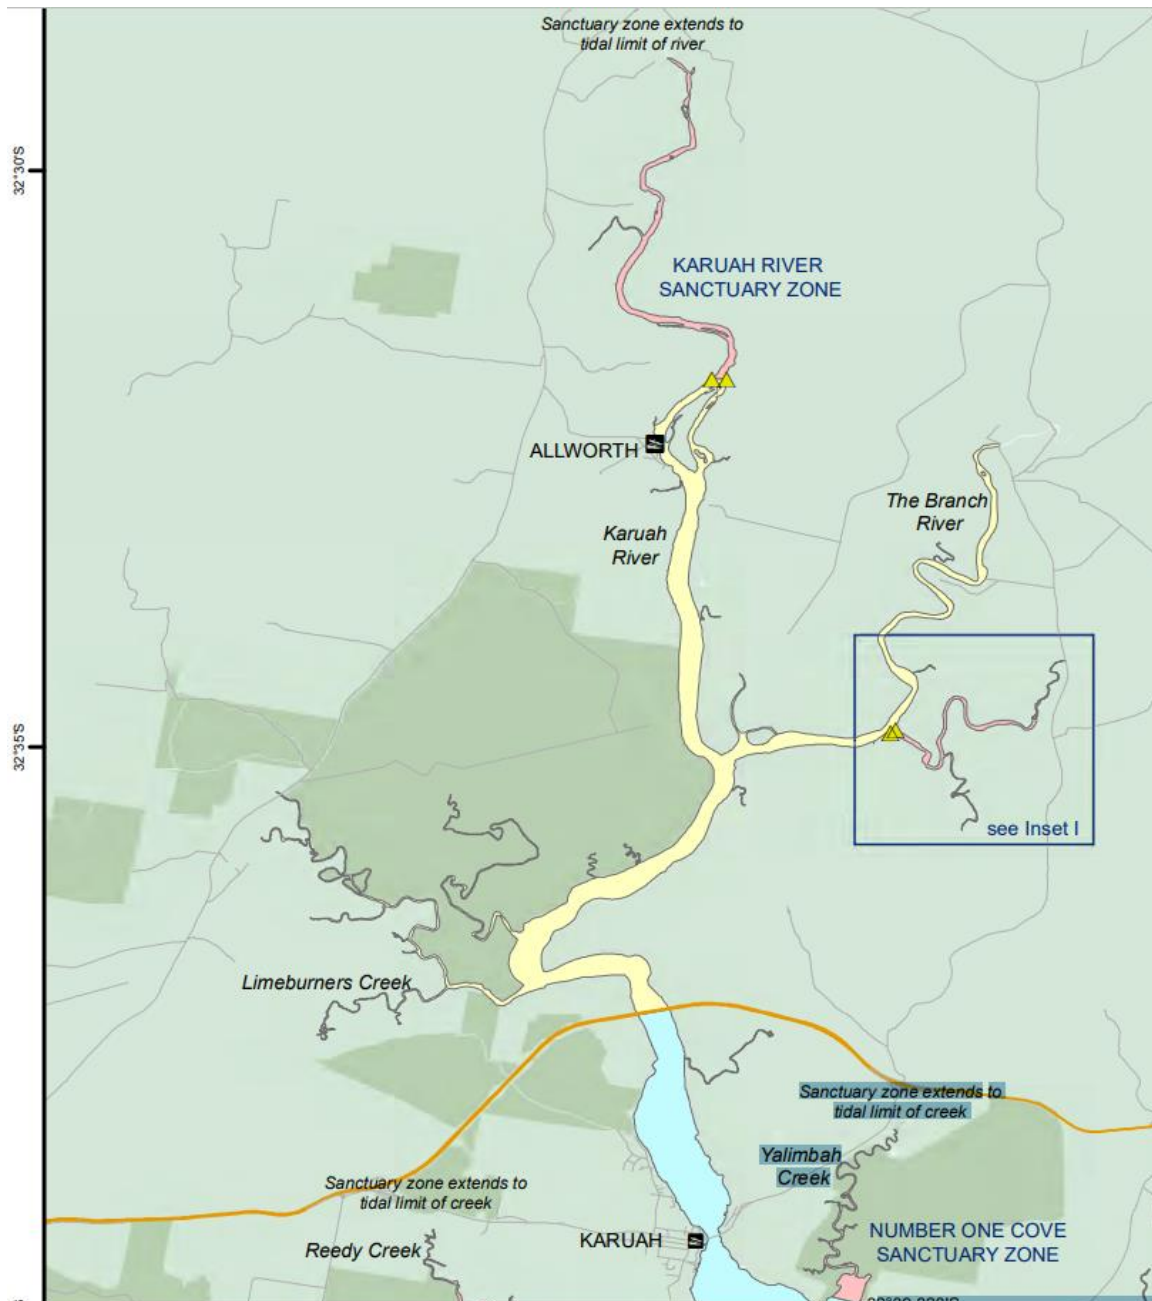 Sanctuary zone extends to
tidal limit of river
32°30'S
KARUAH RIVER
SANCTUARY ZONE
ALLWORTH
The Branch
River
Karuah
River
32°35'S
see Inset I
Limeburners Creek
Sanctuary zone extends to
tidal limit of creek
Yalimbah
Creek
Sanctuary zone extends to
tidal limit of creek
NUMBER ONE COVE
SANCTUARY ZONE
KARUAH
Reedy Creek